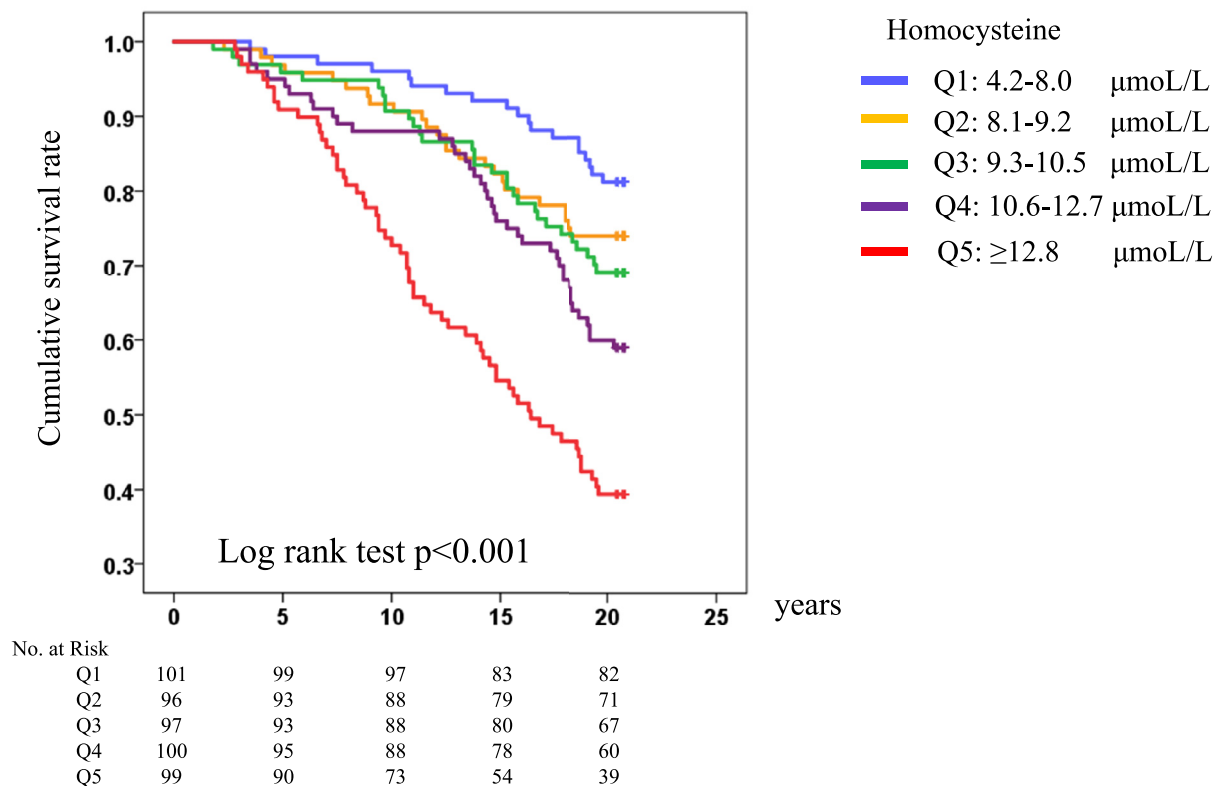 Homocysteine
Q1: 4.2-8.0 μmoL/L
Q2: 8.1-9.2 μmoL/L
Q3: 9.3-10.5 μmoL/L
Q4: 10.6-12.7 μmoL/L
Q5: ≥12.8 μmoL/L
Cumulative survival rate
1.0
0.9
0.8
0.7
0.6
0.5
0.4
0.3
Log rank test p<0.001
0 5 10 15 20 25 years
No. at Risk
Q1 101 99 97 83 82
Q2 96 93 88 79 71
Q3 97 93 88 80 67
Q4 100 95 88 78 60
Q5 99 90 73 54 39